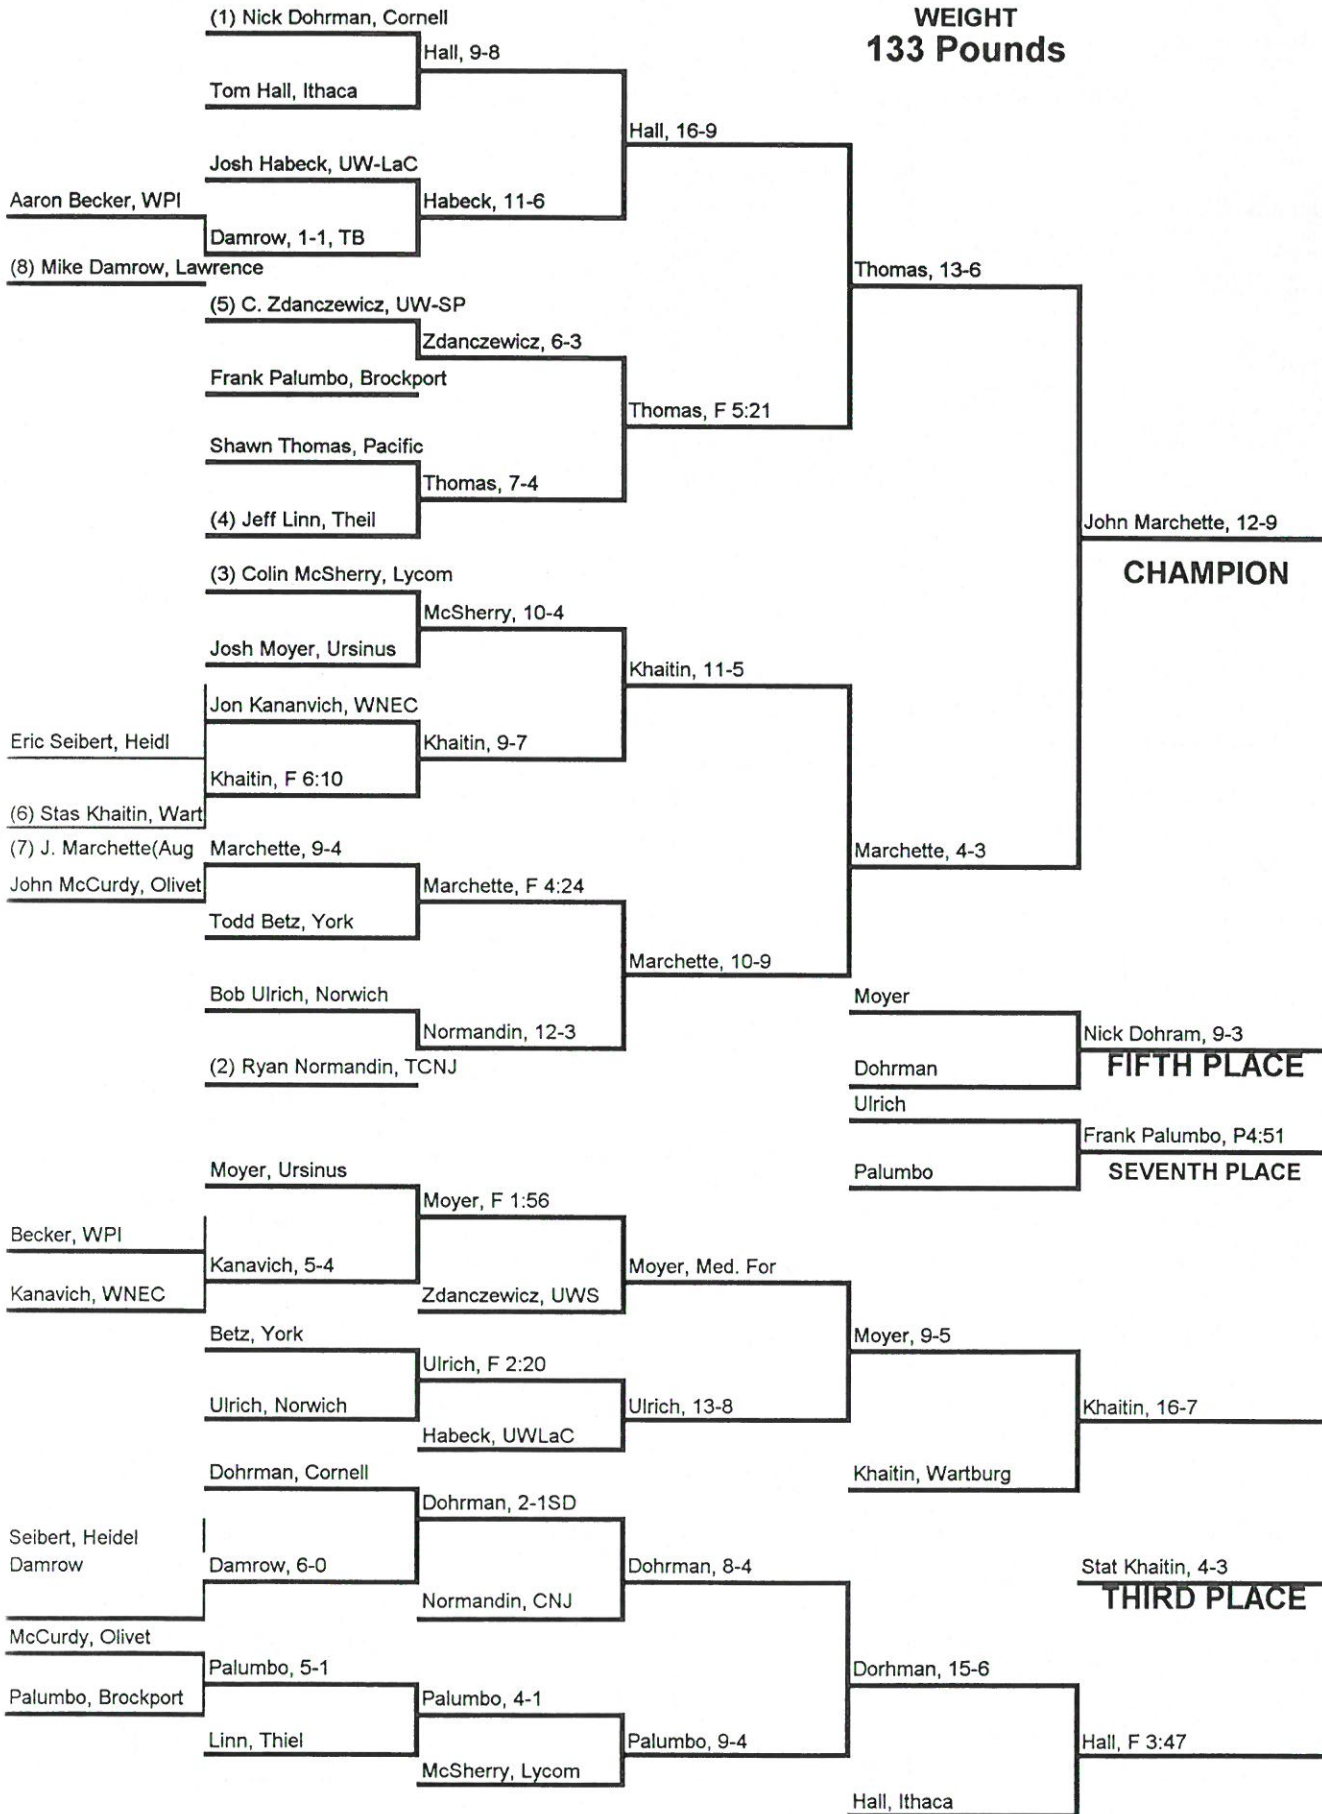 (1) Nick Dohrman, Cornell
WEIGHT
133 Pounds
Hall, 9-8
Tom Hall, Ithaca
Hall, 16-9
Josh Habeck, UW-LaC
Aaron Becker, WPI
Habeck, 11-6
Damrow, 1-1, TB
(8) Mike Damrow, Lawrence
Thomas, 13-6
(5) C. Zdanczewicz, UW-SP
Zdanczewicz, 6-3
Frank Palumbo, Brockport
Thomas, F 5:21
Shawn Thomas, Pacific
Thomas, 7-4
(4) Jeff Linn, Theil
John Marchette, 12-9
CHAMPION
(3) Colin McSherry, Lycom
McSherry, 10-4
Josh Moyer, Ursinus
Khaitin, 11-5
Jon Kananvich, WNEC
Eric Seibert, Heidl
Khaitin, 9-7
Khaitin, F 6:10
(6) Stas Khaitin, Wart
(7) J. Marchette(Aug
Marchette, 9-4
Marchette, 4-3
John McCurdy, Olivet
Marchette, F 4:24
Todd Betz, York
Marchette, 10-9
Bob Ulrich, Norwich
Moyer
Normandin, 12-3
Nick Dohram, 9-3
FIFTH PLACE
(2) Ryan Normandin, TCNJ
Dohrman
Ulrich
Frank Palumbo, P4:51
SEVENTH PLACE
Palumbo
Moyer, Ursinus
Moyer, F 1:56
Becker, WPI
Kanavich, 5-4
Moyer, Med. For
Kanavich, WNEC
Zdanczewicz, UWS
Betz, York
Moyer, 9-5
Ulrich, F 2:20
Ulrich, Norwich
Ulrich, 13-8
Khaitin, 16-7
Habeck, UWLaC
Dohrman, Cornell
Khaitin, Wartburg
Dohrman, 2-1SD
Seibert, Heidel
Damrow
Damrow, 6-0
Dohrman, 8-4
Stat Khaitin, 4-3
THIRD PLACE
Normandin, CNJ
McCurdy, Olivet
Palumbo, 5-1
Dorhman, 15-6
Palumbo, Brockport
Palumbo, 4-1
Linn, Thiel
Palumbo, 9-4
Hall, F 3:47
McSherry, Lycom
Hall, Ithaca